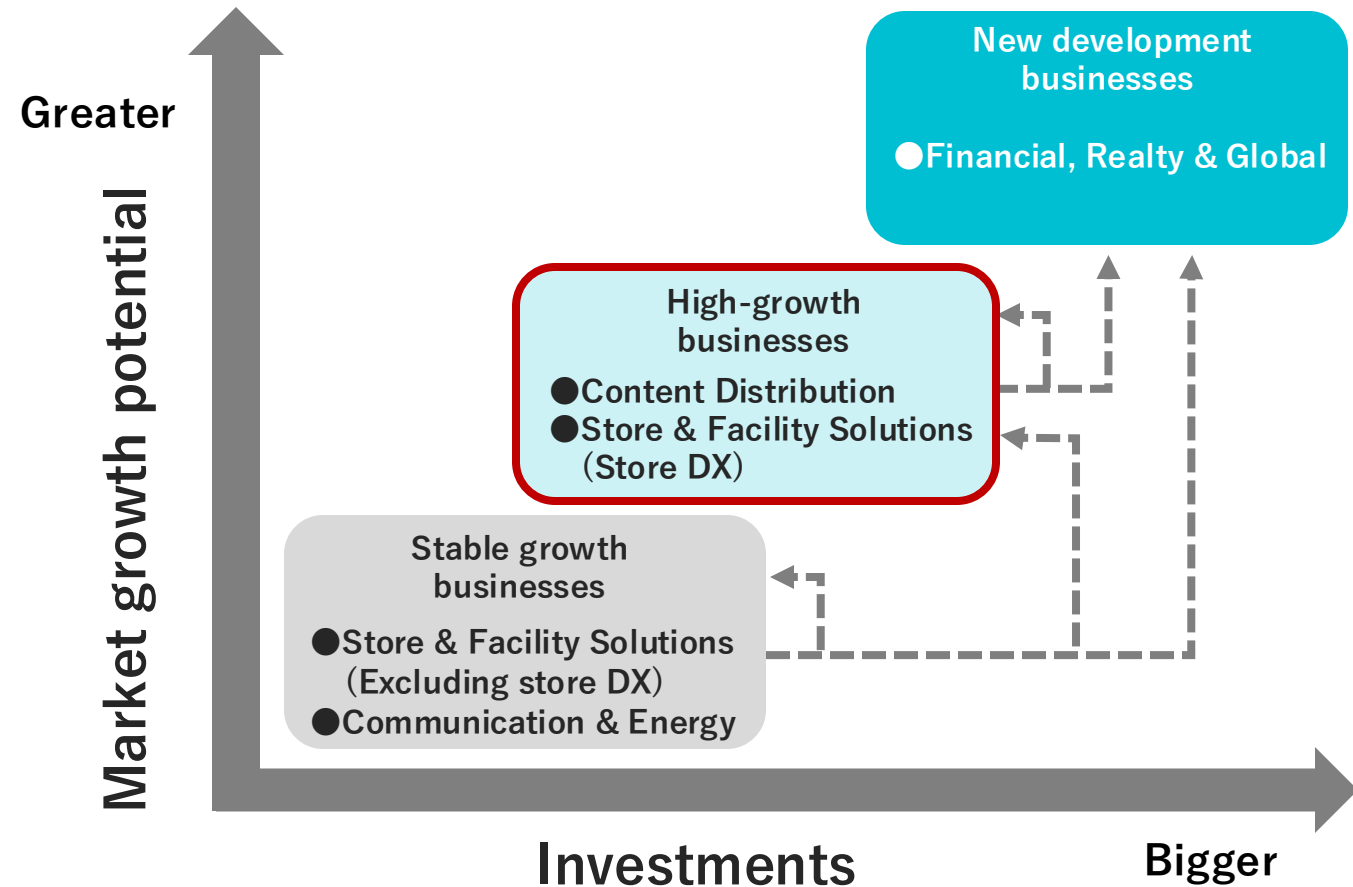 New development
businesses
●Financial, Realty & Global
Greater
Market growth potential
High-growth
businesses
●Content Distribution
●Store & Facility Solutions
(Store DX)
Stable growth
businesses
●Store & Facility Solutions
(Excluding store DX)
●Communication & Energy
Investments
Bigger